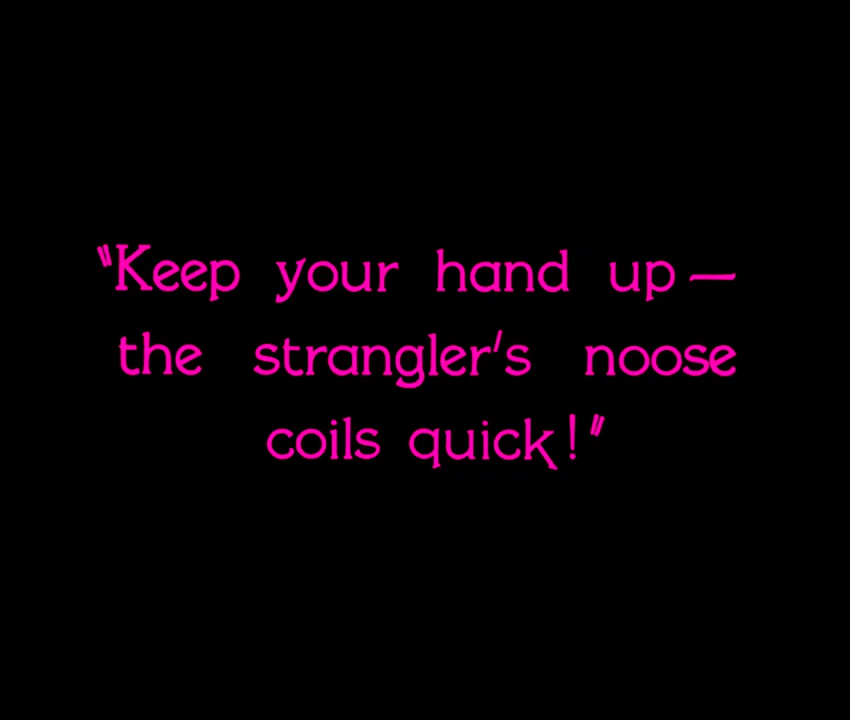 "Keep your hand up—
the strangler's noose
coils quick!"